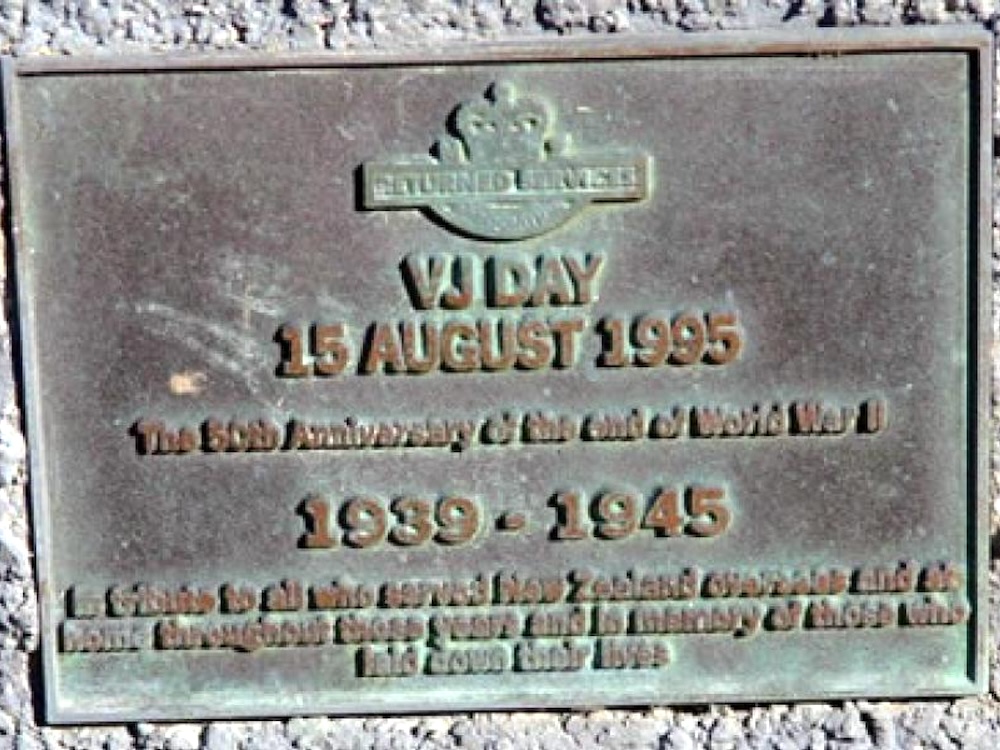 RETURNED SERVICES
VJ DAY
15 AUGUST 1995
The 50th Anniversary of the end of World War II
1939 - 1945
A tribute to all who served New Zealand overseas and at
Home throughout those years and in memory of those who
laid down their lives